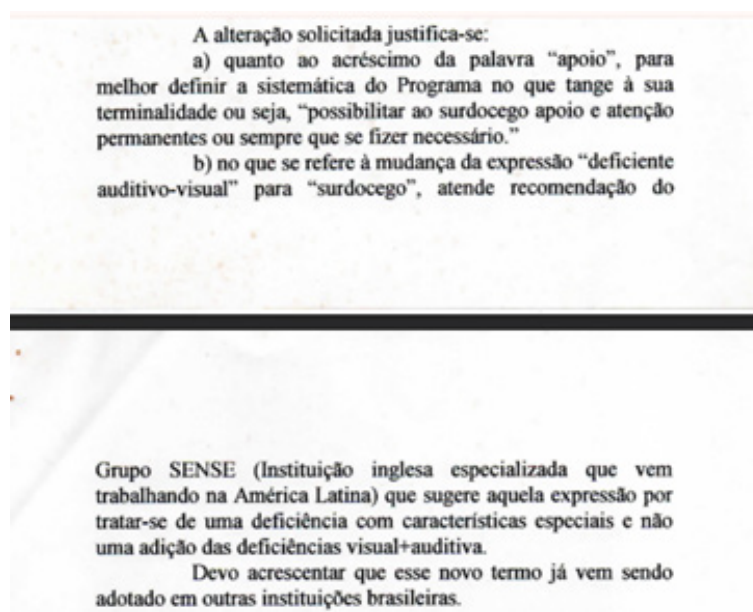 A alteração solicitada justifica-se:
a) quanto ao acréscimo da palavra “apoio”, para
melhor definir a sistemática do Programa no que tange à sua
terminalidade ou seja, “possibilitar ao surdocego apoio e atenção
permanentes ou sempre que se fizer necessário.”
b) no que se refere à mudança da expressão “deficiente
auditivo-visual” para “surdocego”, atende recomendação do
Grupo SENSE (Instituição inglesa especializada que vem
trabalhando na América Latina) que sugere aquela expressão por
tratar-se de uma deficiência com características especiais e não
uma adição das deficiências visual+auditiva.
Devo acrescentar que esse novo termo já vem sendo
adotado em outras instituições brasileiras.